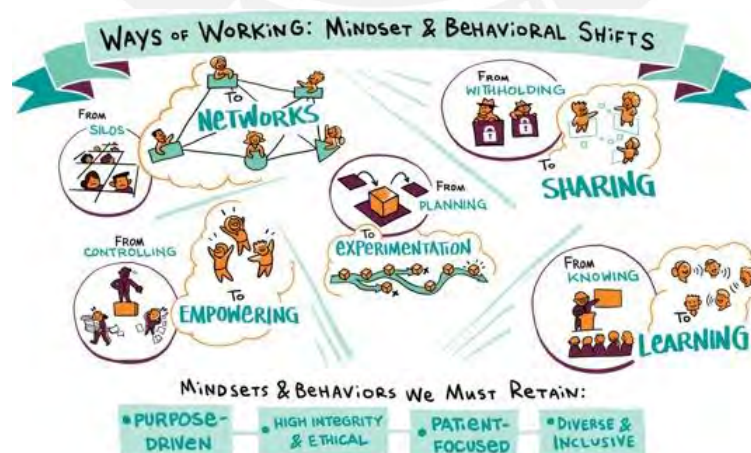 WAYS OF WORKING: MINDSET & BEHAVIORAL SHIFTS
FROM
SILOS
TO
NETWORKS
FROM
WITHHOLDING
TO
SHARING
FROM
PLANNING
TO
EXPERIMENTATION
FROM
CONTROLLING
TO
EMPOWERING
FROM
KNOWING
TO
LEARNING
MINDSETS & BEHAVIORS WE MUST RETAIN:
• PURPOSE-
DRIVEN
• HIGH INTEGRITY
& ETHICAL
• PATIENT-
FOCUSED
• DIVERSE &
INCLUSIVE